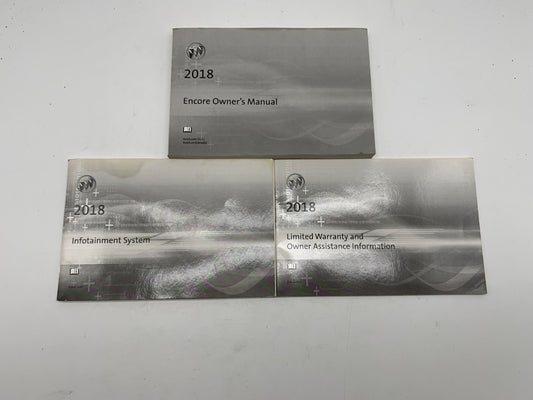 2018
Encore Owner's Manual
2018
Infotainment System
2018
Limited Warranty and
Owner Assistance Information